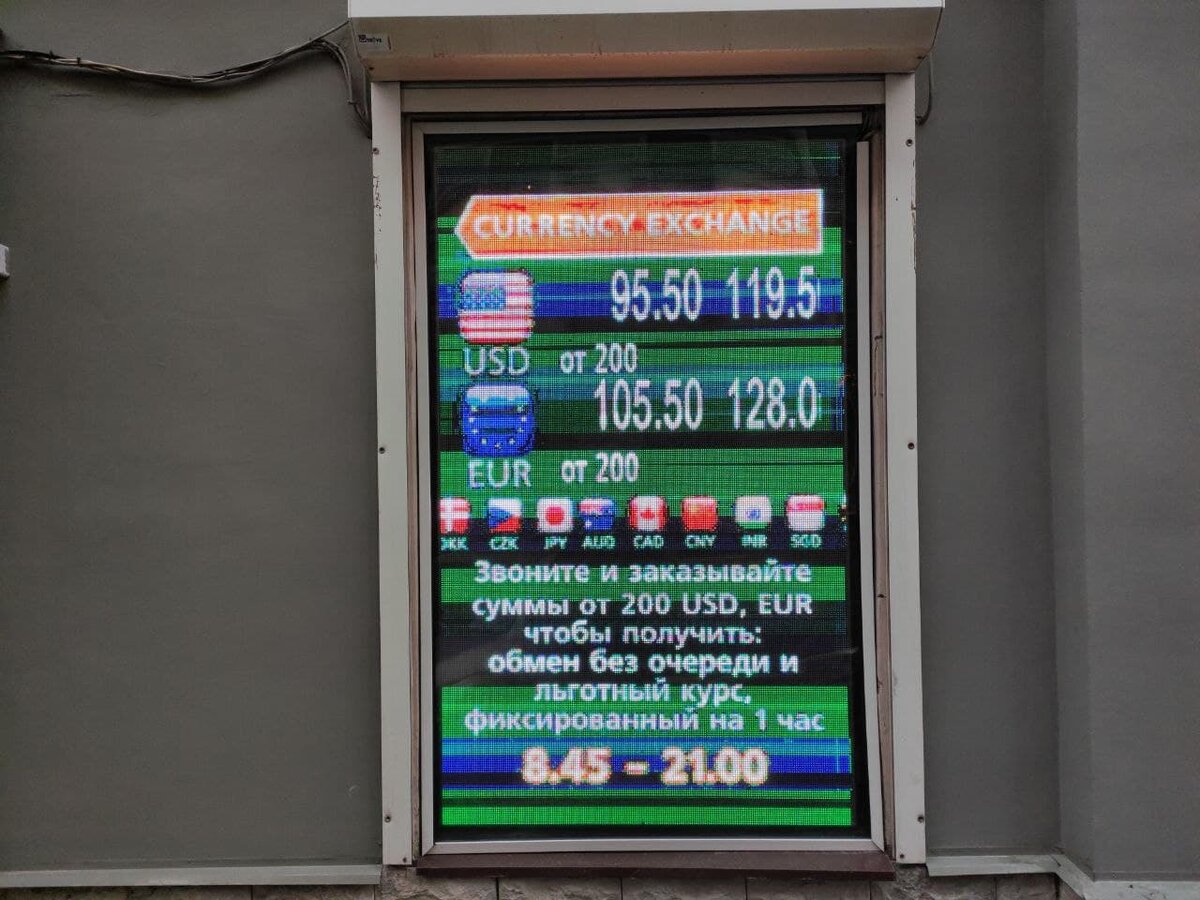 CURRENCY EXCHANGE
95.50 119.5
USD от 200
105.50 128.0
EUR от 200
DKK CZK JPY AUD CAD CNY INR SGD
Звоните и заказывайте
суммы от 200 USD, EUR
чтобы получить:
обмен без очереди и
льготный курс,
фиксированный на 1 час
8.45 - 21.00